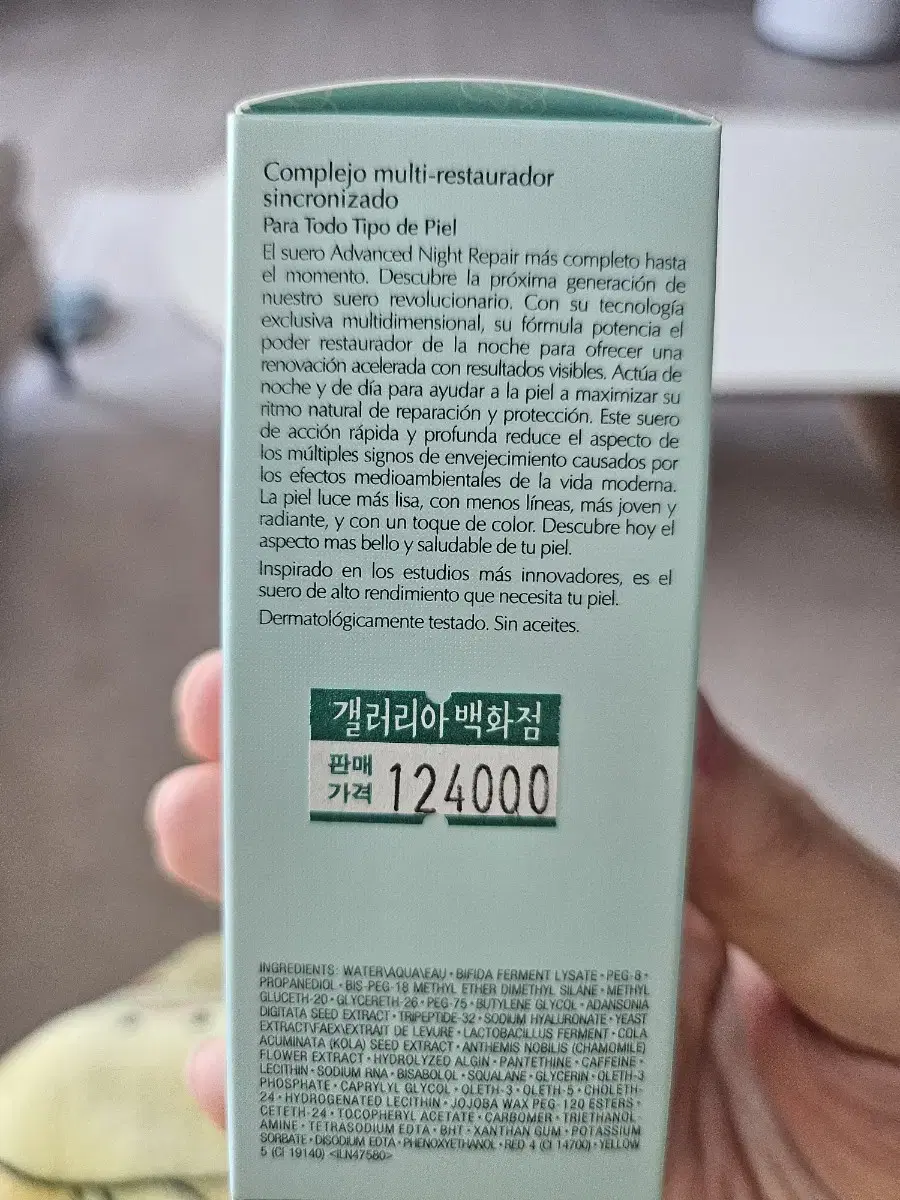 Complejo multi-restaurador
sincronizado
Para Todo Tipo de Piel
El suero Advanced Night Repair más completo hasta
el momento. Descubre la próxima generación de
nuestro suero revolucionario. Con su tecnología
exclusiva multidimensional, su fórmula potencia el
poder restaurador de la noche para ofrecer una
renovación acelerada con resultados visibles. Actúa de
noche y de día para ayudar a la piel a maximizar su
ritmo natural de reparación y protección. Este suero
de acción rápida y profunda reduce el aspecto de
los múltiples signos de envejecimiento causados por
los efectos medioambientales de la vida moderna.
La piel luce más lisa, con menos líneas, más joven y
radiante, y con un toque de color. Descubre hoy el
aspecto mas bello y saludable de tu piel.
Inspirado en los estudios más innovadores, es el
suero de alto rendimiento que necesita tu piel.
Dermatológicamente testado. Sin aceites.
갤러리아백화점
판매
가격 124000
INGREDIENTS: WATER\AQUA\EAU • BIFIDA FERMENT LYSATE • PEG-8 •
PROPANEDIOL • BIS-PEG-18 METHYL ETHER DIMETHYL SILANE • METHYL
GLUCETH-20 • GLYCERETH-26 • PEG-75 • BUTYLENE GLYCOL • ADANSONIA
DIGITATA SEED EXTRACT • TRIPEPTIDE-32 • SODIUM HYALURONATE • YEAST
EXTRACT\FAEX\EXTRAIT DE LEVURE • LACTOBACILLUS FERMENT • COLA
ACUMINATA (KOLA) SEED EXTRACT • ANTHEMIS NOBILIS (CHAMOMILE)
FLOWER EXTRACT • HYDROLYZED ALGIN • PANTETHINE • CAFFEINE •
LECITHIN • SODIUM RNA • BISABOLOL • SQUALANE • GLYCERIN • OLETH-3
PHOSPHATE • CAPRYLYL GLYCOL • OLETH-3 • OLETH-5 • CHOLETH-
24 • HYDROGENATED LECITHIN • JOJOBA WAX PEG-120 ESTERS •
CETETH-24 • TOCOPHERYL ACETATE • CARBOMER • TRIETHANOL
AMINE • TETRASODIUM EDTA • BHT • XANTHAN GUM • POTASSIUM
SORBATE • DISODIUM EDTA • PHENOXYETHANOL • RED 4 (CI 14700) • YELLOW
5 (CI 19140) <ILN47580>